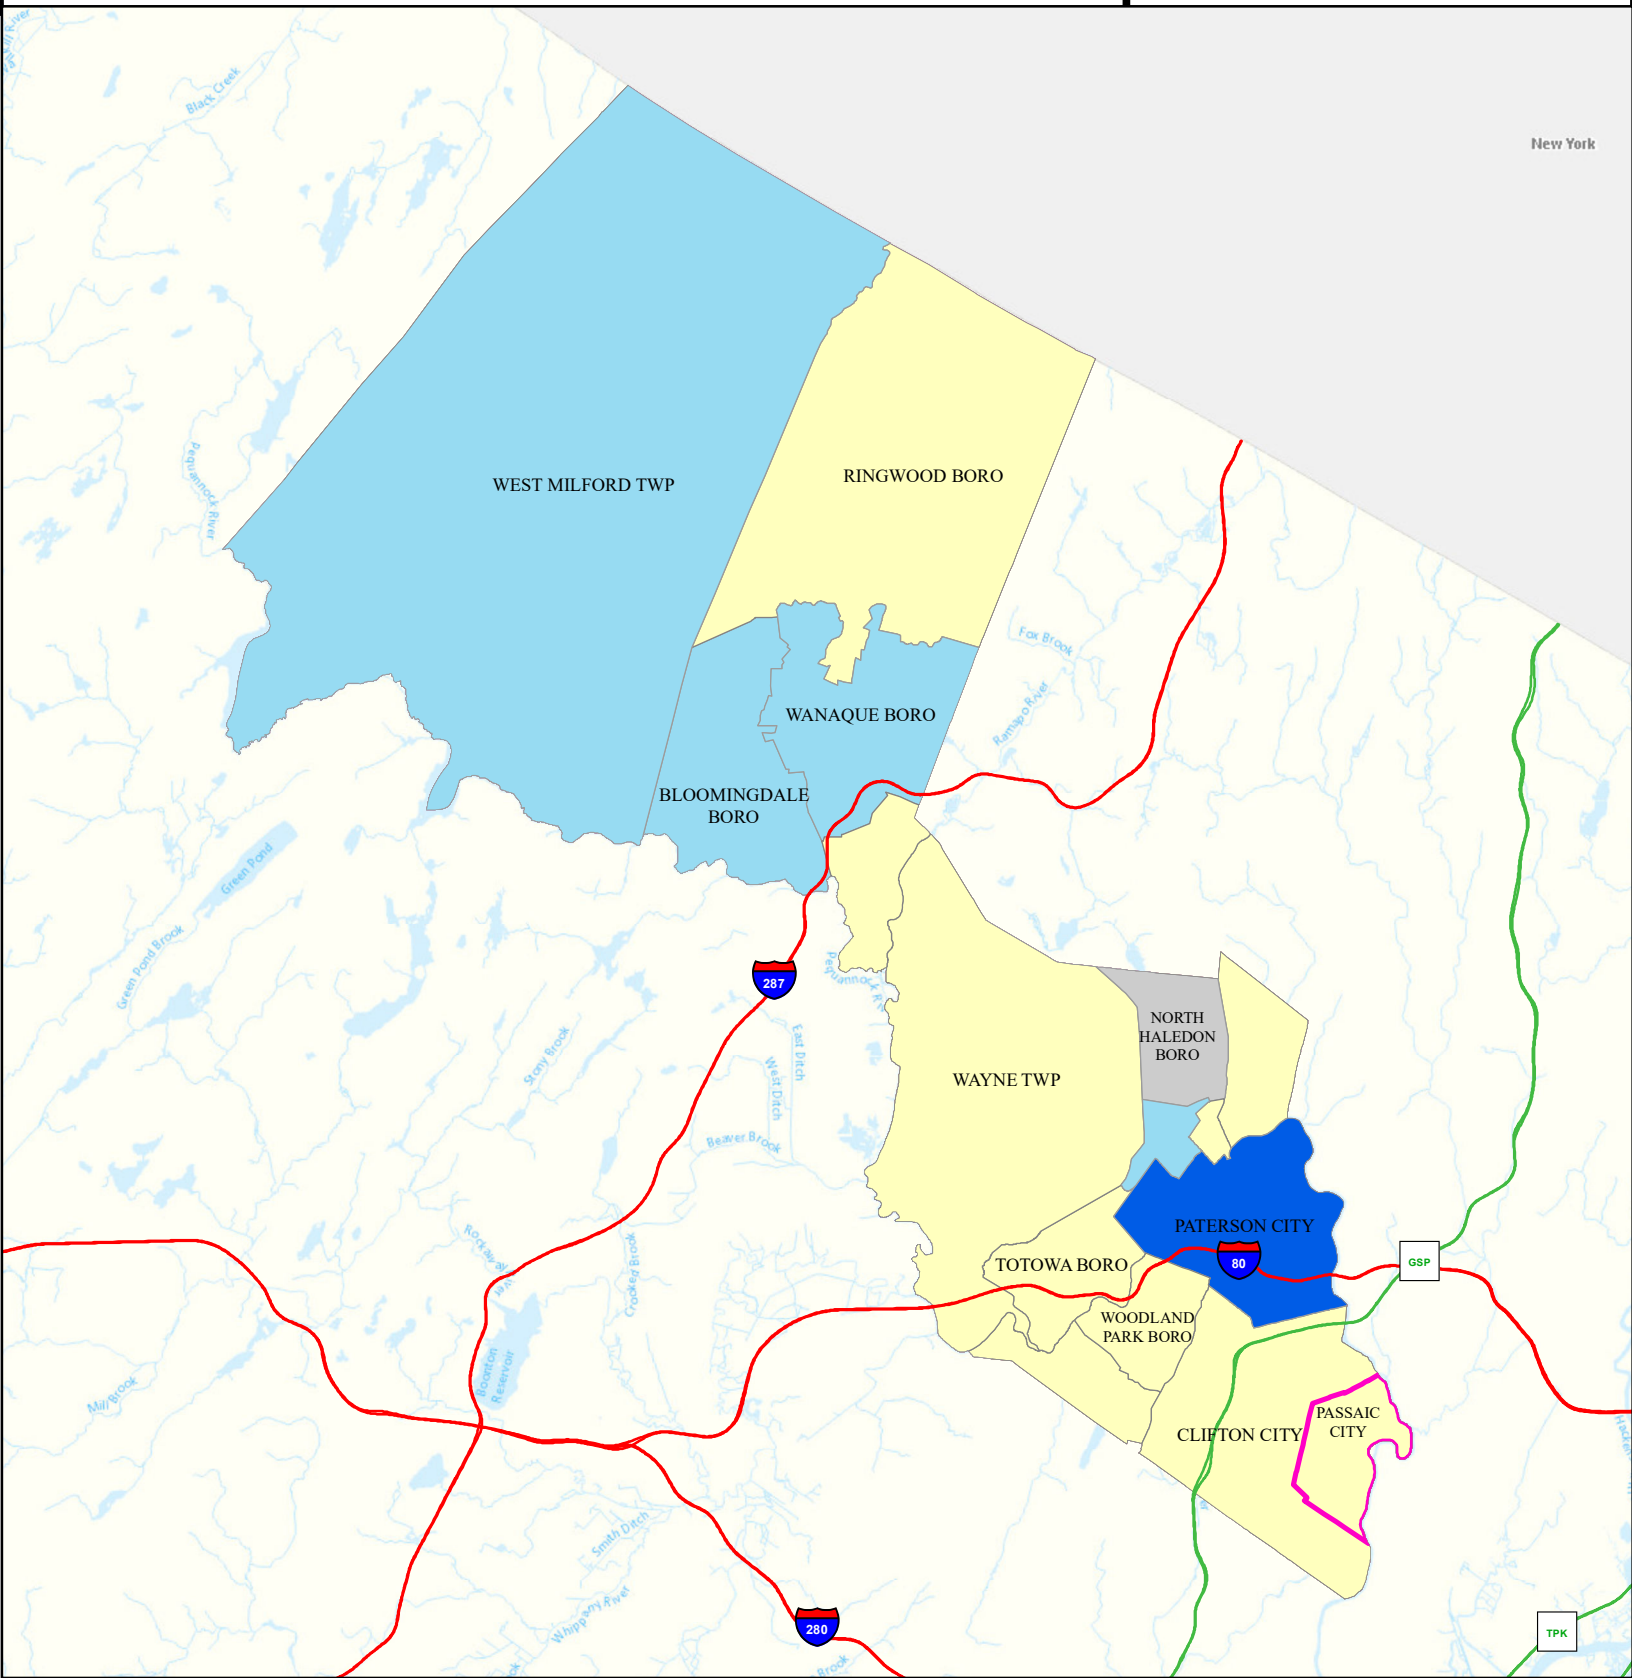 Black Creek
New York
Pequannock River
WEST MILFORD TWP
RINGWOOD BORO
Fox Brook
Ramapo River
WANAQUE BORO
BLOOMINGDALE
BORO
Green Pond
Green Pond Brook
287
NORTH
HALEDON
BORO
Stony Brook
East Ditch
West Ditch
WAYNE TWP
Beaver Brook
PATERSON CITY
Rockaway River
Crooked Brook
TOTOWA BORO
80
GSP
WOODLAND
PARK BORO
Boonton
Reservoir
Mill Brook
PASSAIC
CITY
CLIFTON CITY
Smith Ditch
Whippany River
280
TPK
Brook